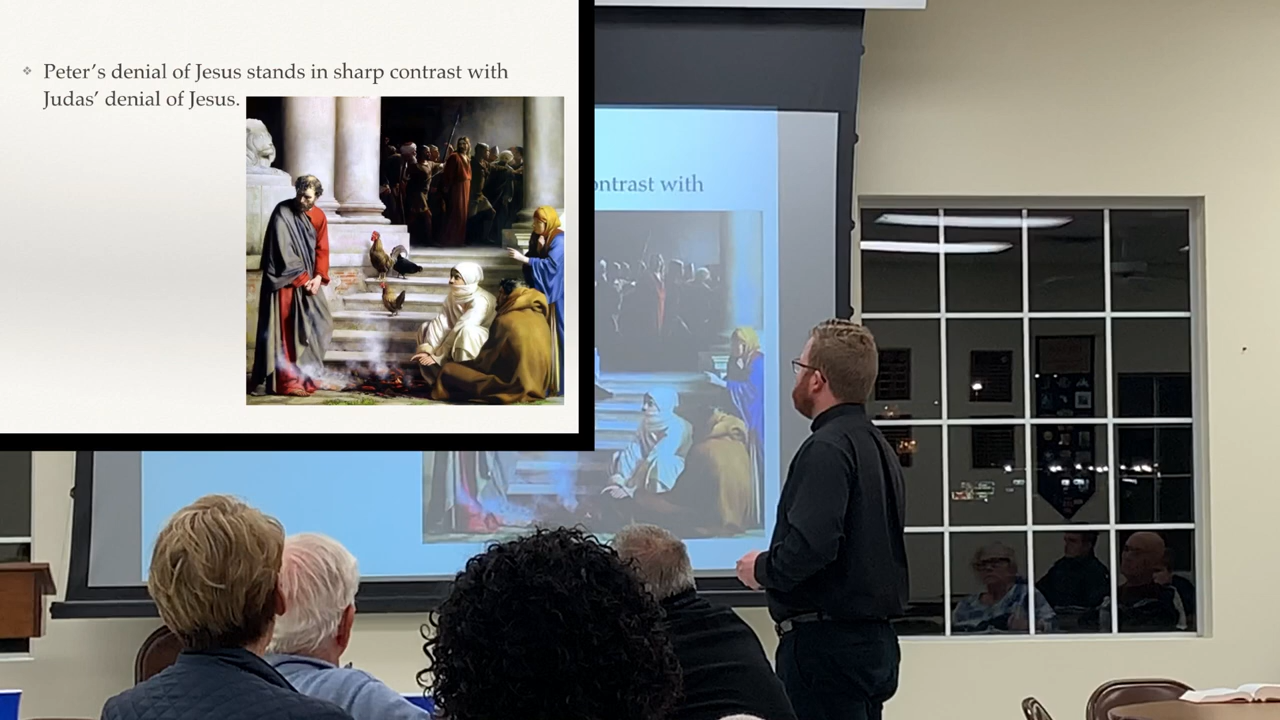 Peter’s denial of Jesus stands in sharp contrast with
Judas’ denial of Jesus.
ontrast with